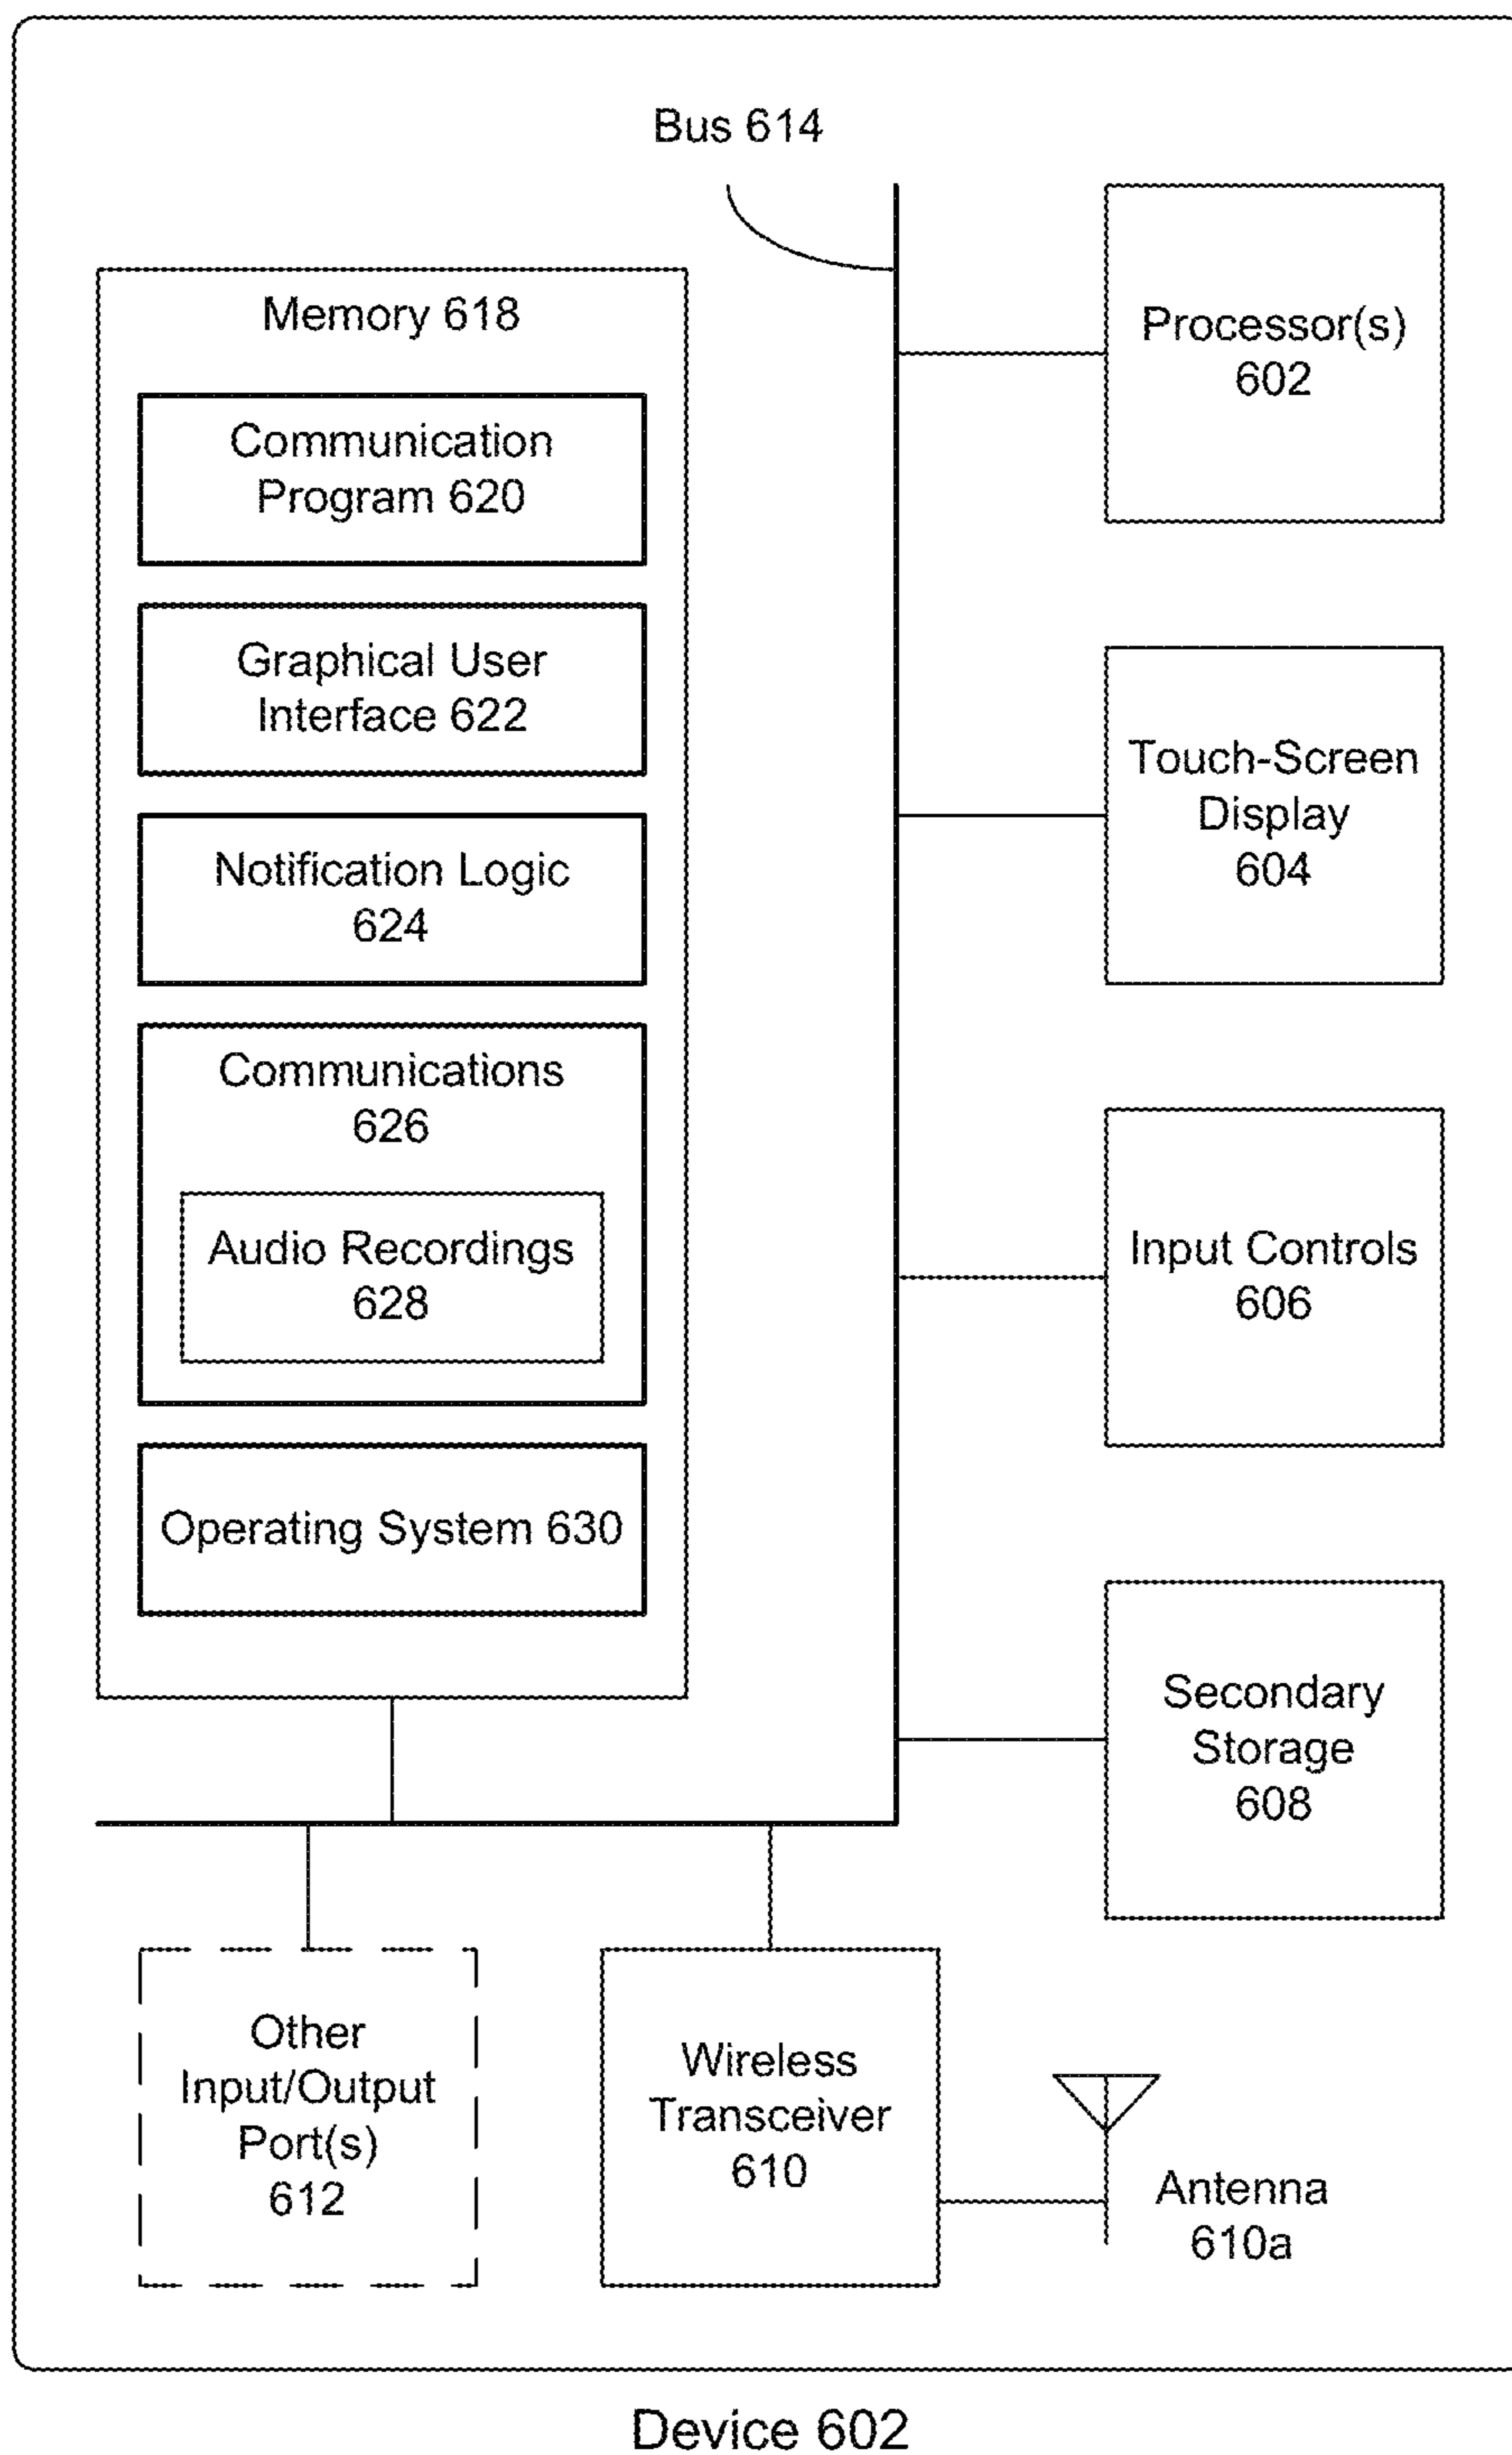 Bus 614
Memory 618
Communication
Program 620
Graphical User
Interface 622
Notification Logic
624
Communications
626
Audio Recordings
628
Operating System 630
Processor(s)
602
Touch-Screen
Display
604
Input Controls
606
Secondary
Storage
608
Other
Input/Output
Port(s)
612
Wireless
Transceiver
610
Antenna
610a
Device 602